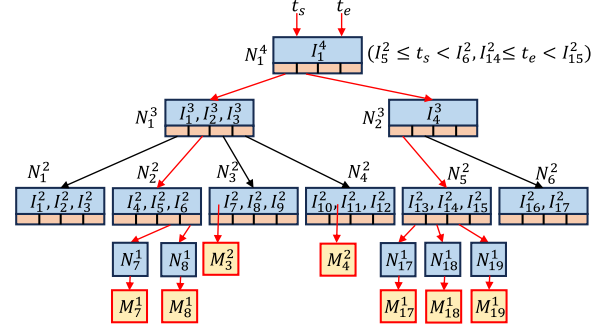 t_s t_e
N_1^4 I_1^4 (I_5^2 ≤ t_s < I_6^2, I_14^2 ≤ t_e < I_15^2)
N_1^3 I_1^3, I_2^3, I_3^3 N_2^3 I_4^3
N_1^2 N_2^2 N_3^2 N_4^2 N_5^2 N_6^2
I_1^2, I_2^2, I_3^2 I_4^2, I_5^2, I_6^2 I_7^2, I_8^2, I_9^2 I_10^2, I_11^2, I_12^2 I_13^2, I_14^2, I_15^2 I_16^2, I_17^2
N_7^1 N_8^1 M_3^2 M_4^2 N_17^1 N_18^1 N_19^1
M_7^1 M_8^1 M_17^1 M_18^1 M_19^1